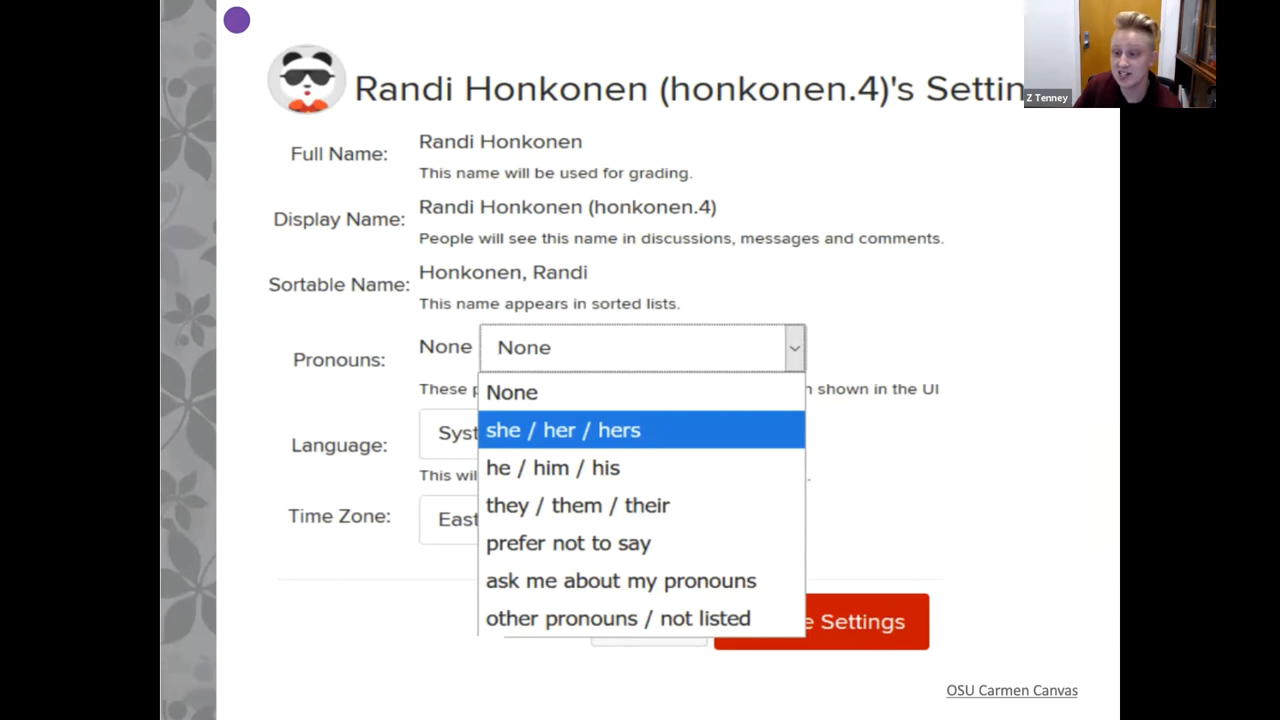 Randi Honkonen (honkonen.4)'s Settin
Z Tenney
Full Name:
Randi Honkonen
This name will be used for grading.
Display Name:
Randi Honkonen (honkonen.4)
People will see this name in discussions, messages and comments.
Sortable Name:
Honkonen, Randi
This name appears in sorted lists.
Pronouns:
None
None
These p
n shown in the UI
None
she / her / hers
he / him / his
they / them / their
prefer not to say
ask me about my pronouns
other pronouns / not listed
Language:
Syst
This wil
Time Zone:
East
e Settings
OSU Carmen Canvas